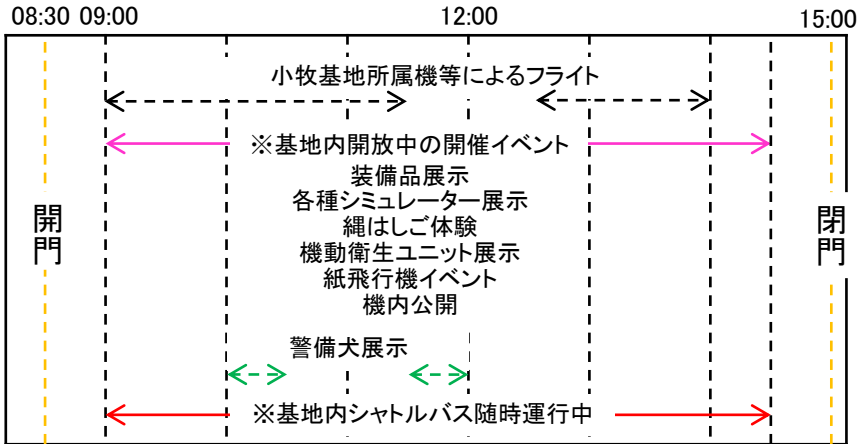 08:30 09:00 12:00 15:00
小牧基地所属機等によるフライト
※基地内開放中の開催イベント
装備品展示
各種シミュレーター展示
縄はしご体験
機動衛生ユニット展示
紙飛行機イベント
機内公開
開門
閉門
警備犬展示
※基地内シャトルバス随時運行中